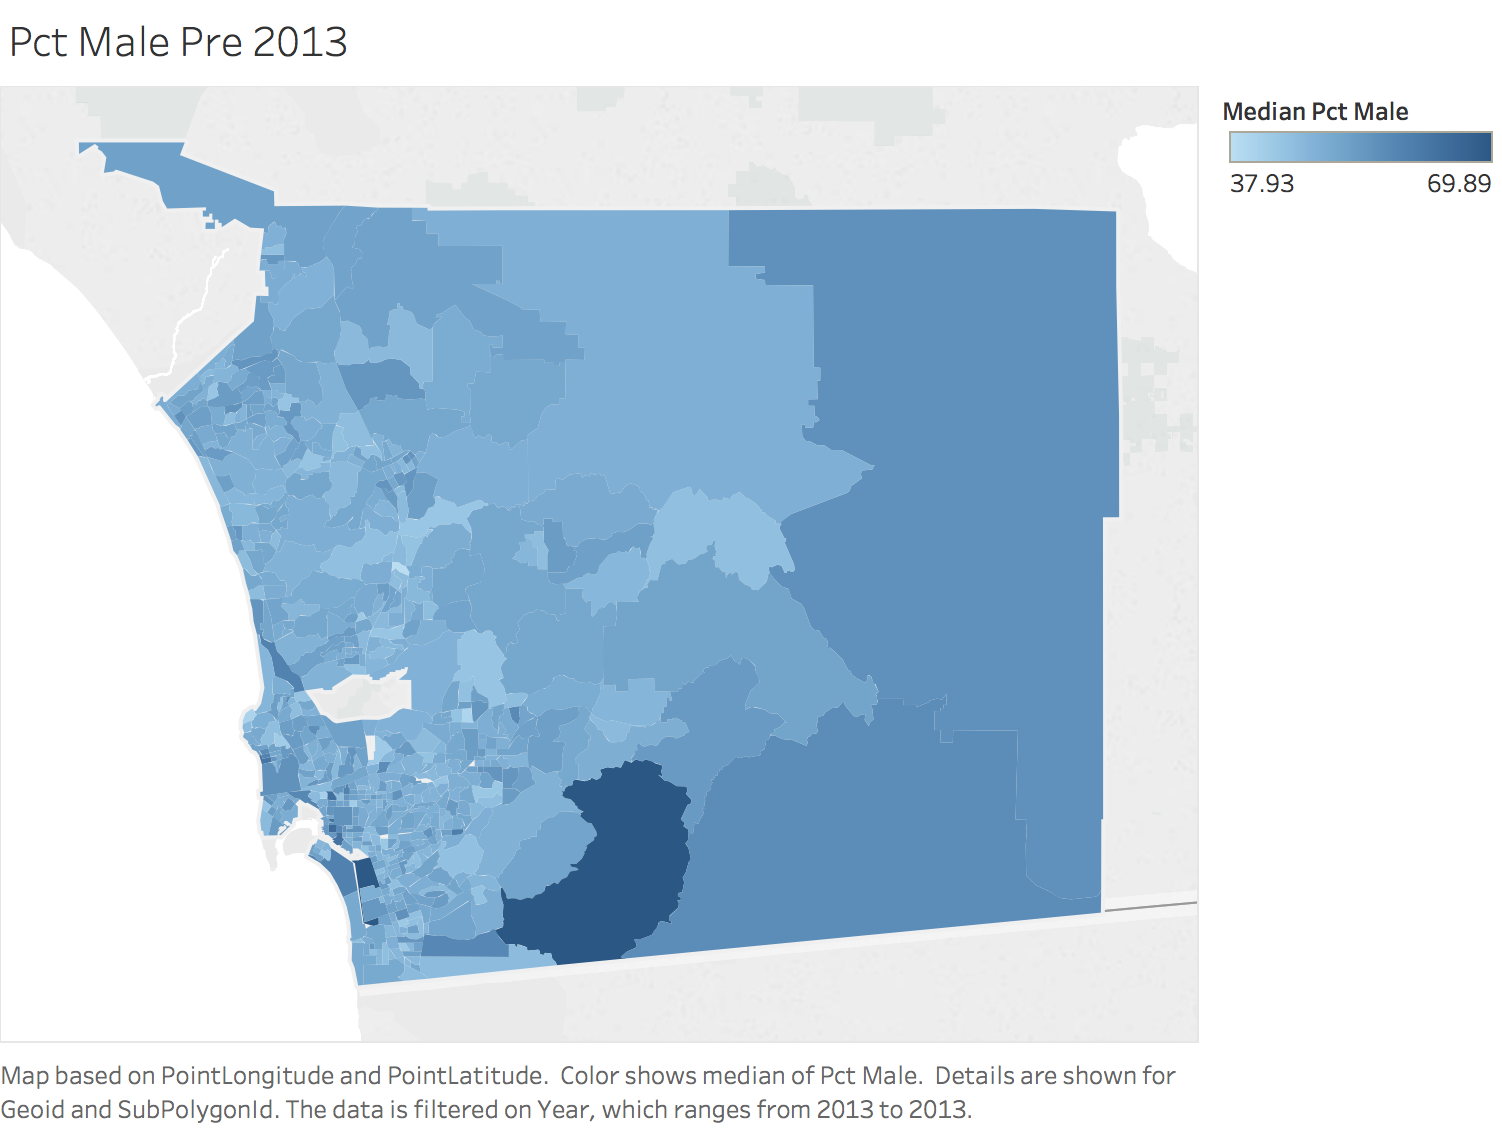 Pct Male Pre 2013
Median Pct Male
37.93 69.89
Map based on PointLongitude and PointLatitude.  Color shows median of Pct Male.  Details are shown for
Geoid and SubPolygonId. The data is filtered on Year, which ranges from 2013 to 2013.